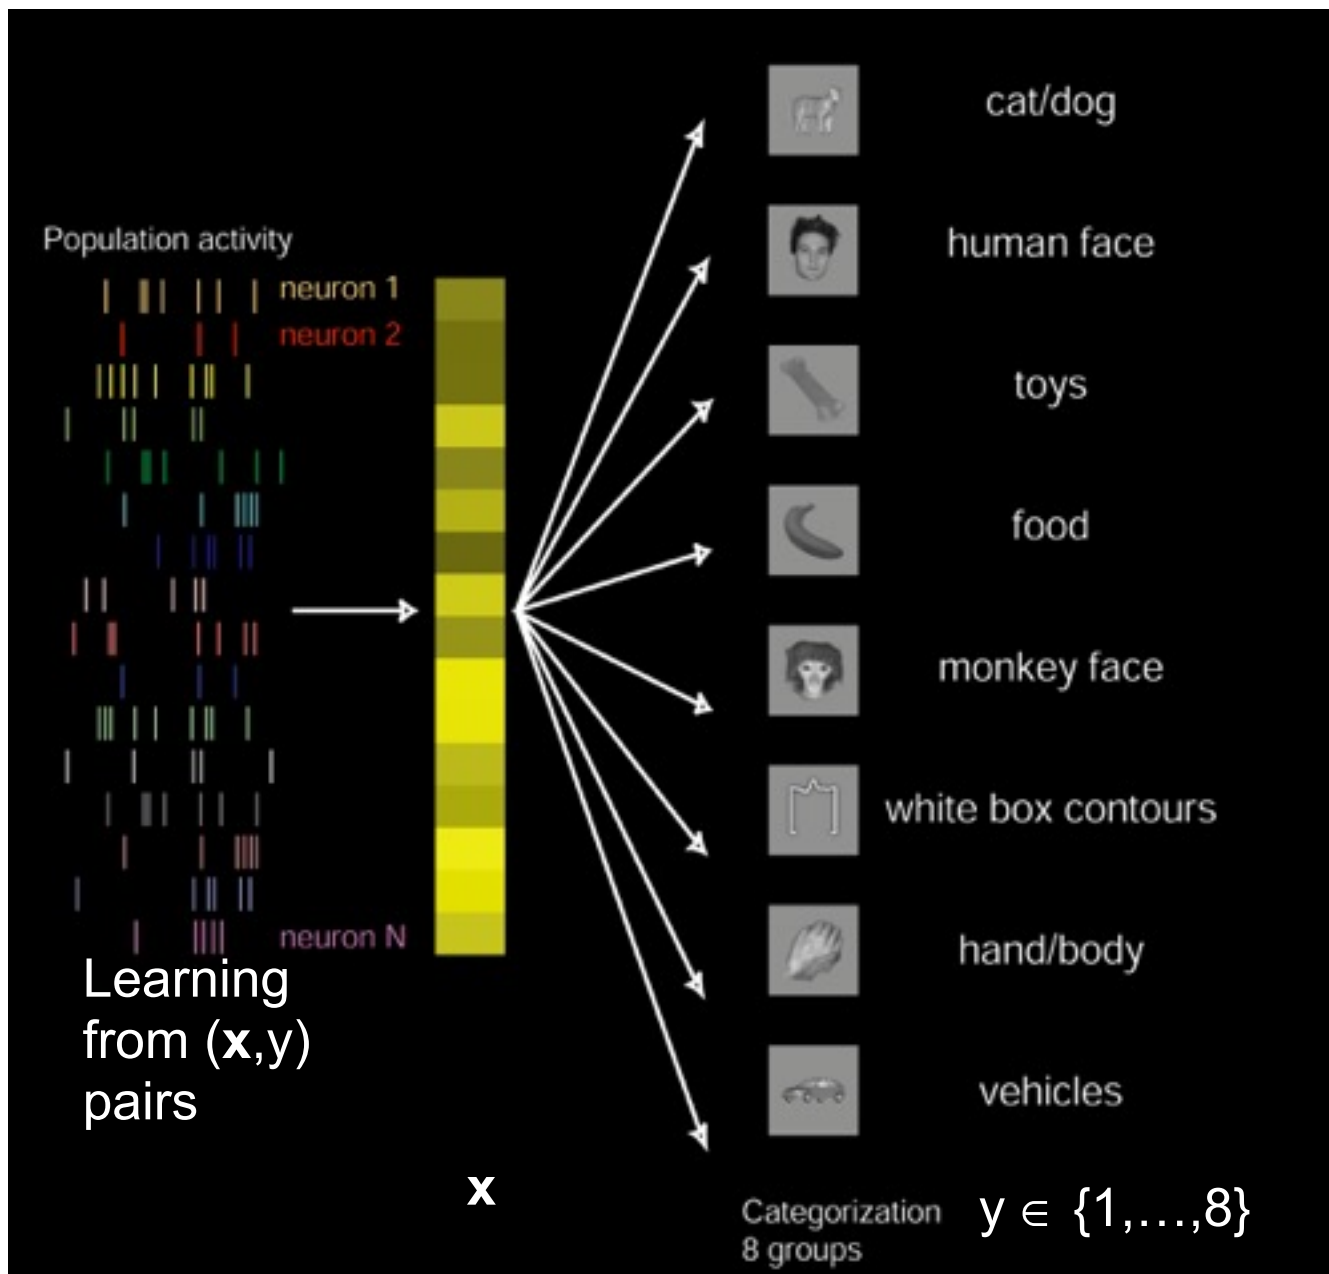 Population activity
neuron 1
neuron 2
neuron N
Learning
from (x,y)
pairs
x
cat/dog
human face
toys
food
monkey face
white box contours
hand/body
vehicles
Categorization
8 groups
y ∈ {1,...,8}